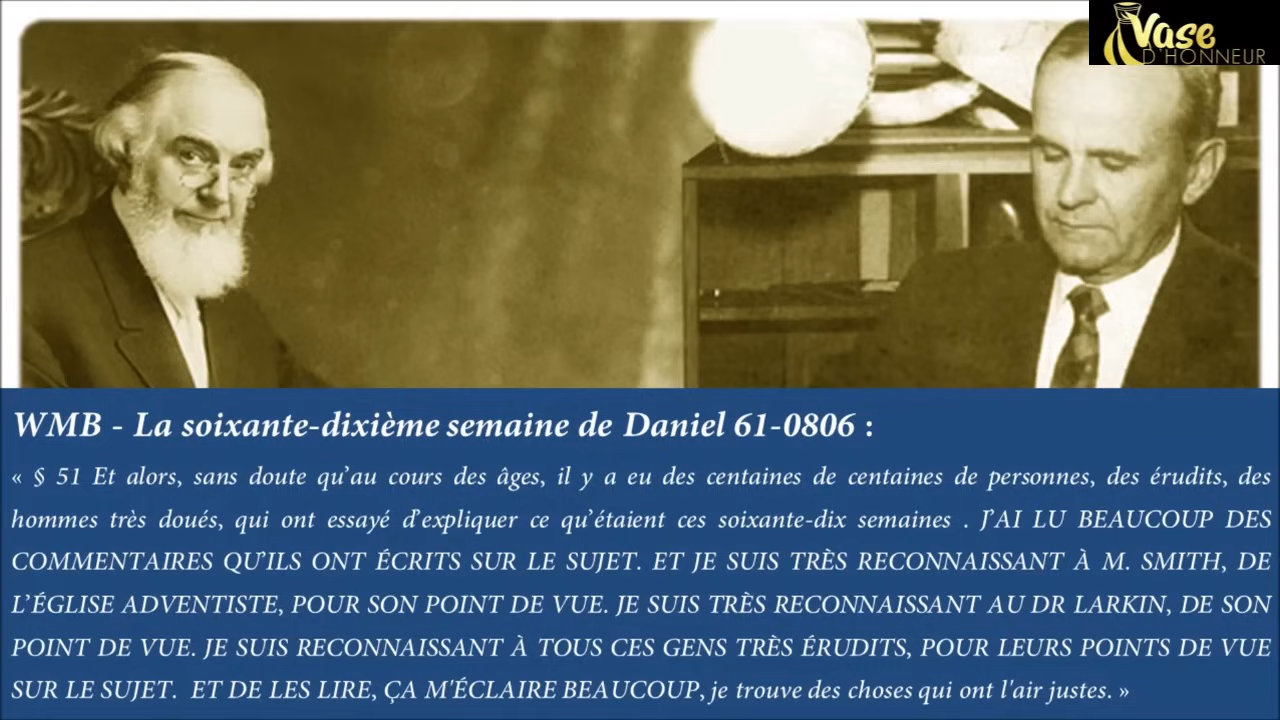 Vase
D'HONNEUR
WMB - La soixante-dixième semaine de Daniel 61-0806 :
« § 51 Et alors, sans doute qu’au cours des âges, il y a eu des centaines de centaines de personnes, des érudits, des
hommes très doués, qui ont essayé d’expliquer ce qu’étaient ces soixante-dix semaines . J’AI LU BEAUCOUP DES
COMMENTAIRES QU’ILS ONT ÉCRITS SUR LE SUJET. ET JE SUIS TRÈS RECONNAISSANT À M. SMITH, DE
L’ÉGLISE ADVENTISTE, POUR SON POINT DE VUE. JE SUIS TRÈS RECONNAISSANT AU DR LARKIN, DE SON
POINT DE VUE. JE SUIS RECONNAISSANT À TOUS CES GENS TRÈS ÉRUDITS, POUR LEURS POINTS DE VUE
SUR LE SUJET. ET DE LES LIRE, ÇA M'ÉCLAIRE BEAUCOUP, je trouve des choses qui ont l'air justes. »